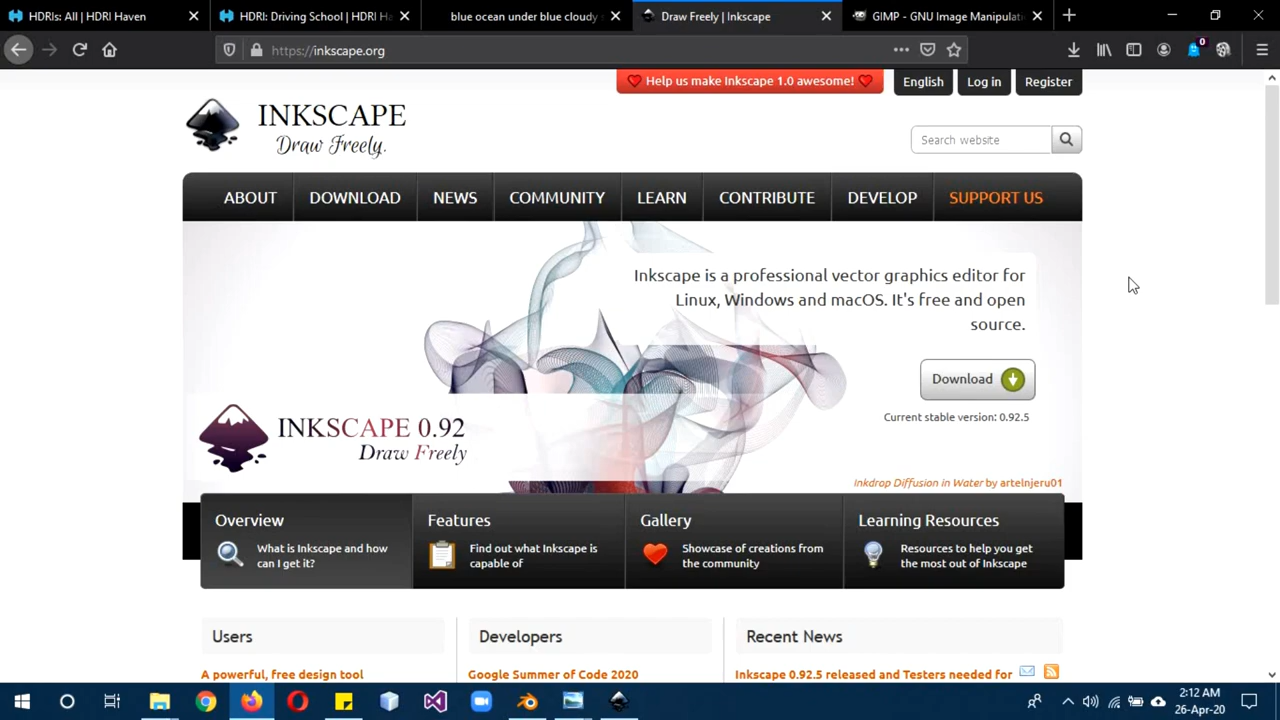 HDRIs: All | HDRI Haven
HDRI: Driving School | HDRI Ha
blue ocean under blue cloudy s
Draw Freely | Inkscape
GIMP - GNU Image Manipulati
https://inkscape.org
0
Help us make Inkscape 1.0 awesome!
English
Log in
Register
INKSCAPE
Draw Freely.
Search website
ABOUT
DOWNLOAD
NEWS
COMMUNITY
LEARN
CONTRIBUTE
DEVELOP
SUPPORT US
Inkscape is a professional vector graphics editor for
Linux, Windows and macOS. It's free and open
source.
Download
Current stable version: 0.92.5
INKSCAPE 0.92
Draw Freely
Inkdrop Diffusion in Water by artelnjeru01
Overview
What is Inkscape and how
can I get it?
Features
Find out what Inkscape is
capable of
Gallery
Showcase of creations from
the community
Learning Resources
Resources to help you get
the most out of Inkscape
Users
Developers
Recent News
A powerful, free design tool
Google Summer of Code 2020
Inkscape 0.92.5 released and Testers needed for
2:12 AM
26-Apr-20